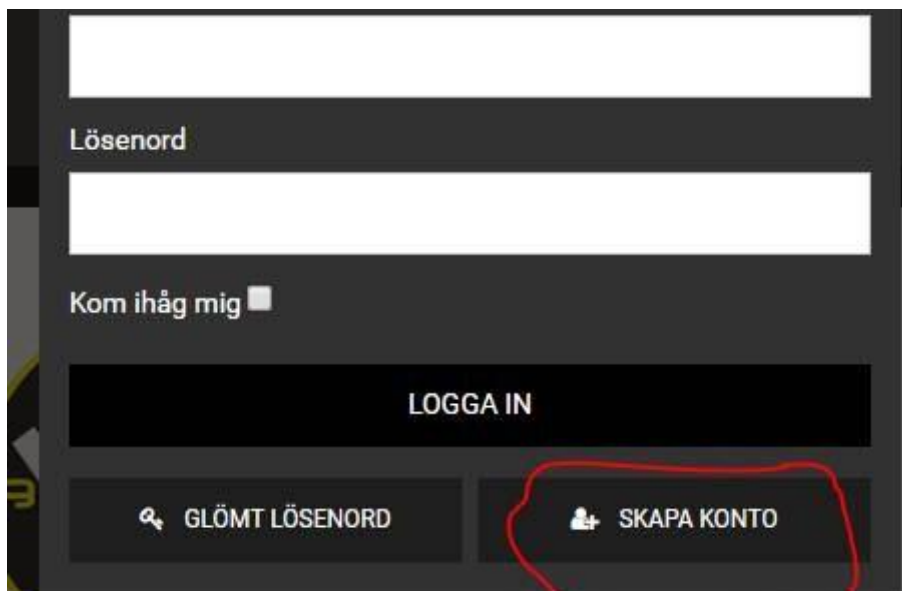 Lösenord
Kom ihåg mig
LOGGA IN
GLÖMT LÖSENORD
SKAPA KONTO